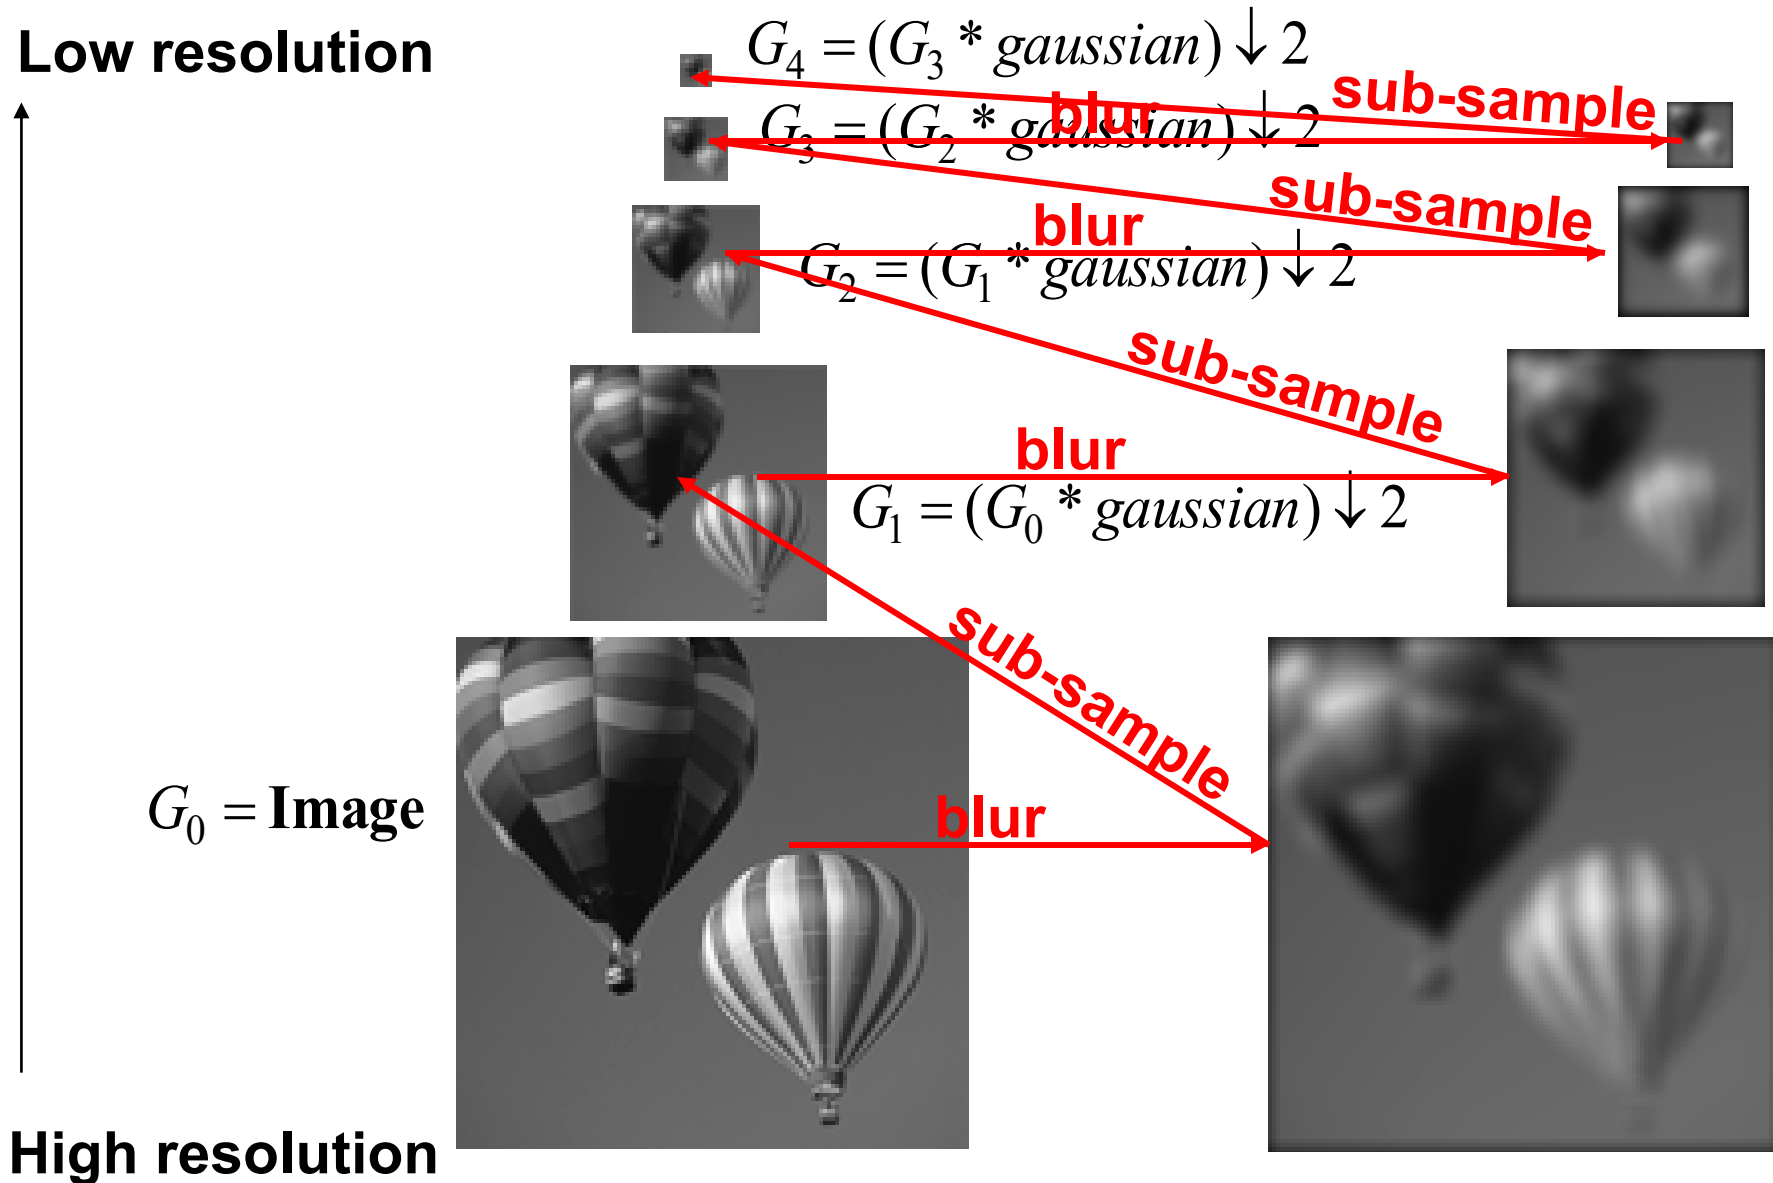 Low resolution
G₄ = (G₃ * gaussian) ↓ 2
sub-sample
blur
G₃ = (G₂ * gaussian) ↓ 2
sub-sample
blur
G₂ = (G₁ * gaussian) ↓ 2
sub-sample
blur
G₁ = (G₀ * gaussian) ↓ 2
sub-sample
G₀ = Image
blur
High resolution